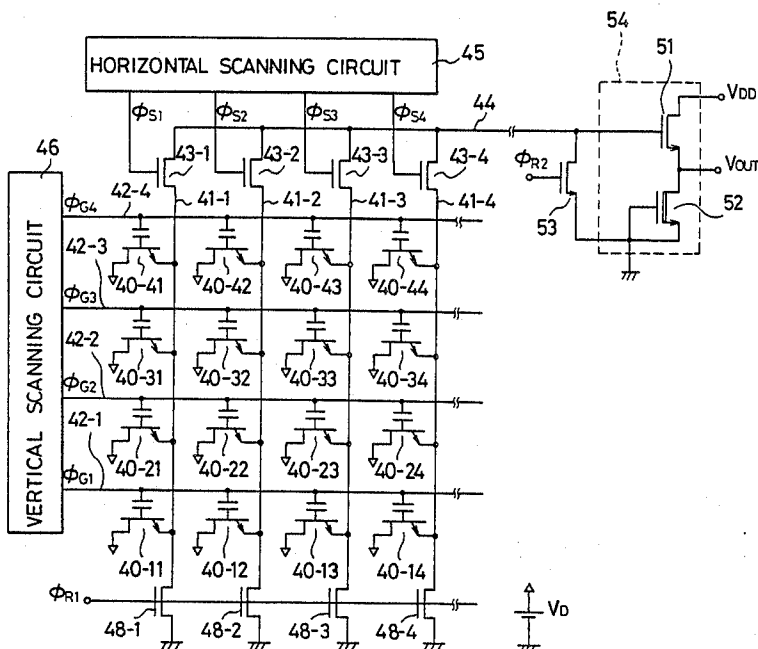 54
51
45
HORIZONTAL SCANNING CIRCUIT
VDD
ΦS1 ΦS2 ΦS3 ΦS4
44
46
43-1 43-2 43-3 43-4
ΦR2
VOUT
42-4
41-1 41-2 41-3 41-4
53
52
ΦG4
VERTICAL SCANNING CIRCUIT
42-3
40-41 40-42 40-43 40-44
ΦG3
42-2
40-31 40-32 40-33 40-34
ΦG2
42-1
40-21 40-22 40-23 40-24
ΦG1
40-11 40-12 40-13 40-14
ΦR1
VD
48-1 48-2 48-3 48-4